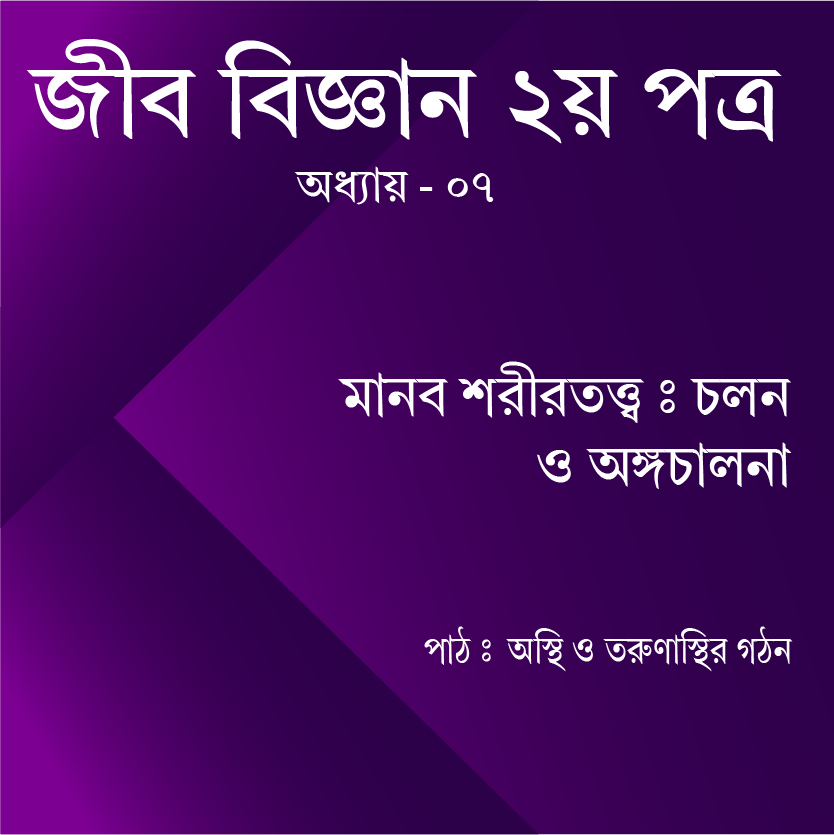 জীব বিজ্ঞান ২য় পত্র
অধ্যায় - ০৭
মানব শরীরতত্ত্ব ঃ চলন
ও অঙ্গচালনা
পাঠ ঃ অস্থি ও তরুণাস্থির গঠন